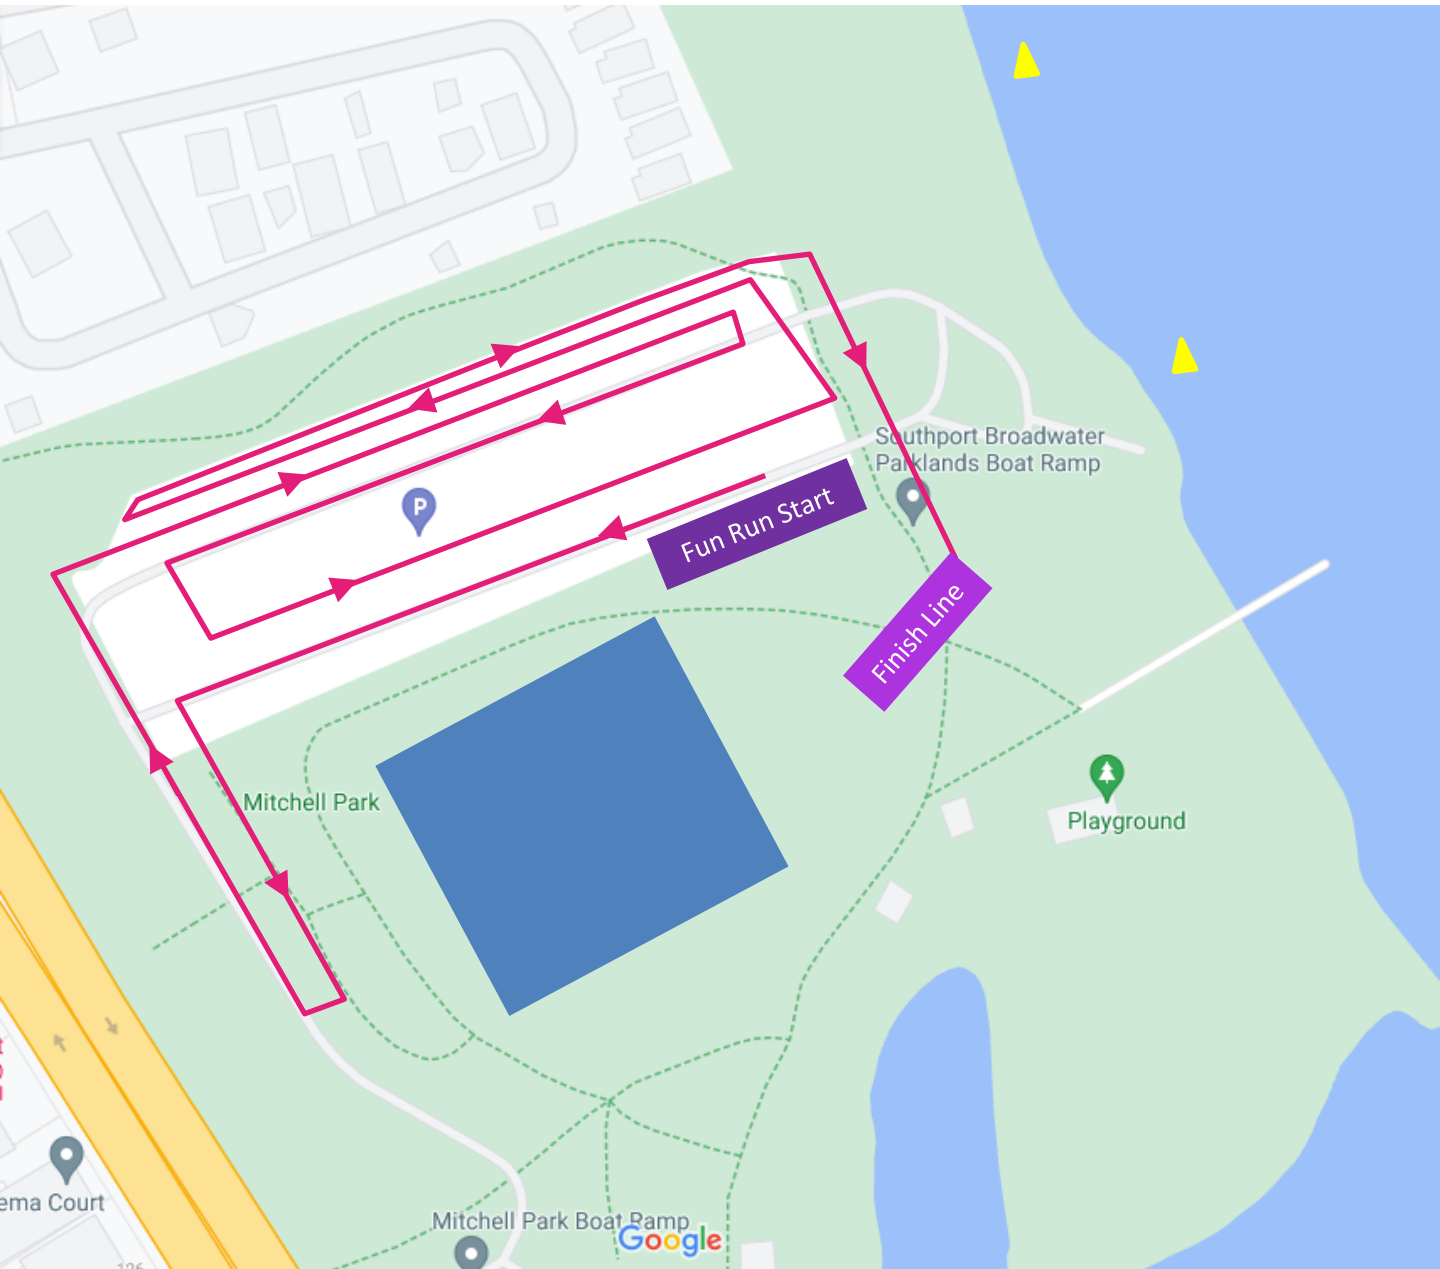 P
Southport Broadwater
Parklands Boat Ramp
Fun Run Start
Finish Line
Mitchell Park
Playground
ema Court
Mitchell Park Boat Ramp
Google